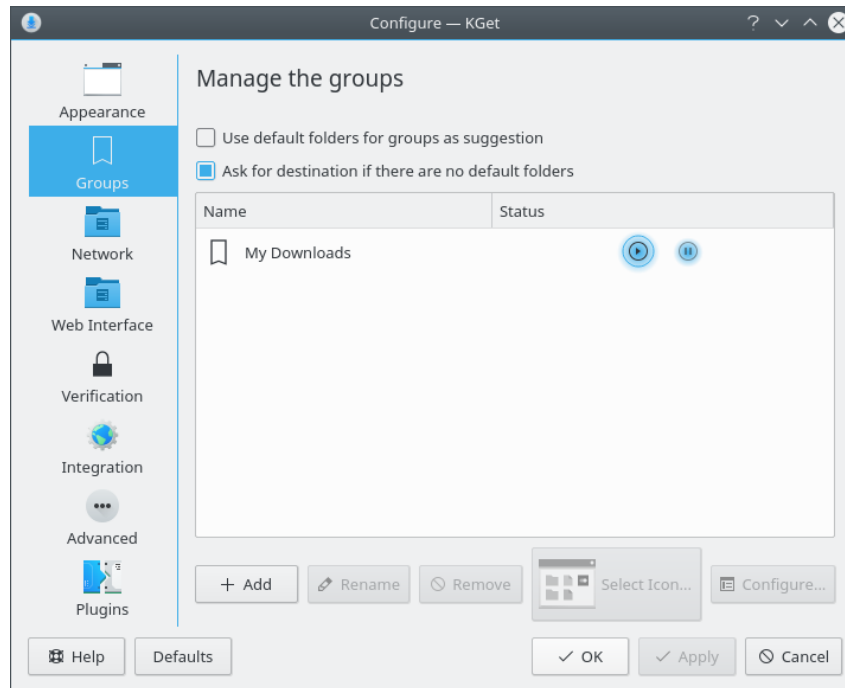 Configure — KGet
Appearance
Groups
Network
Web Interface
Verification
Integration
Advanced
Plugins
Manage the groups
Use default folders for groups as suggestion
Ask for destination if there are no default folders
Name Status
My Downloads
+ Add Rename Remove Select Icon... Configure...
Help Defaults OK Apply Cancel